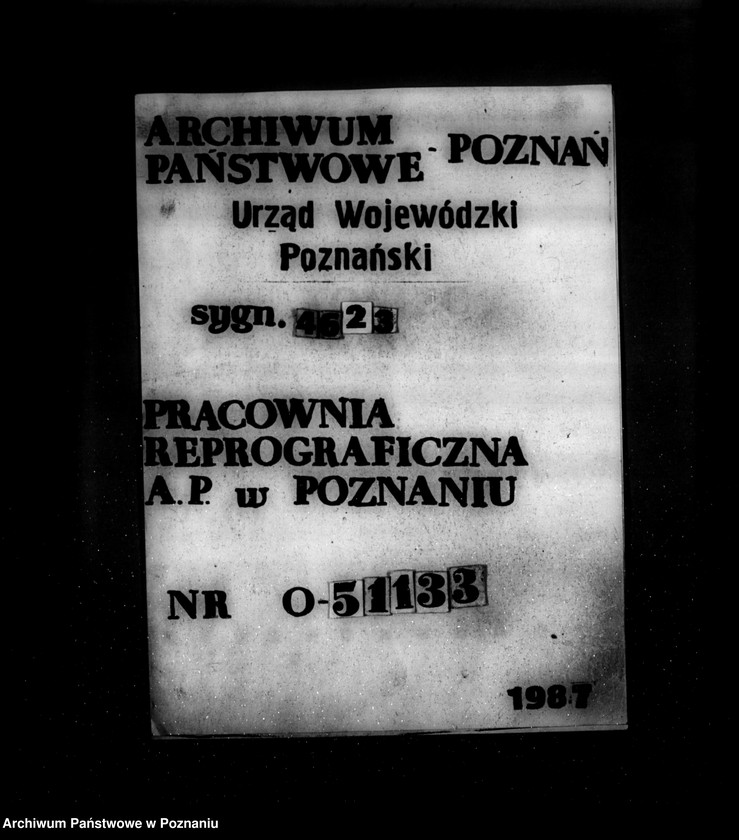 ARCHIWUM
PAŃSTWOWE - POZNAŃ
Urząd Wojewódzki
Poznański
sygn. 4623
PRACOWNIA
REPROGRAFICZNA
A.P. w POZNANIU
NR O-51133
1987
Archiwum Państwowe w Poznaniu